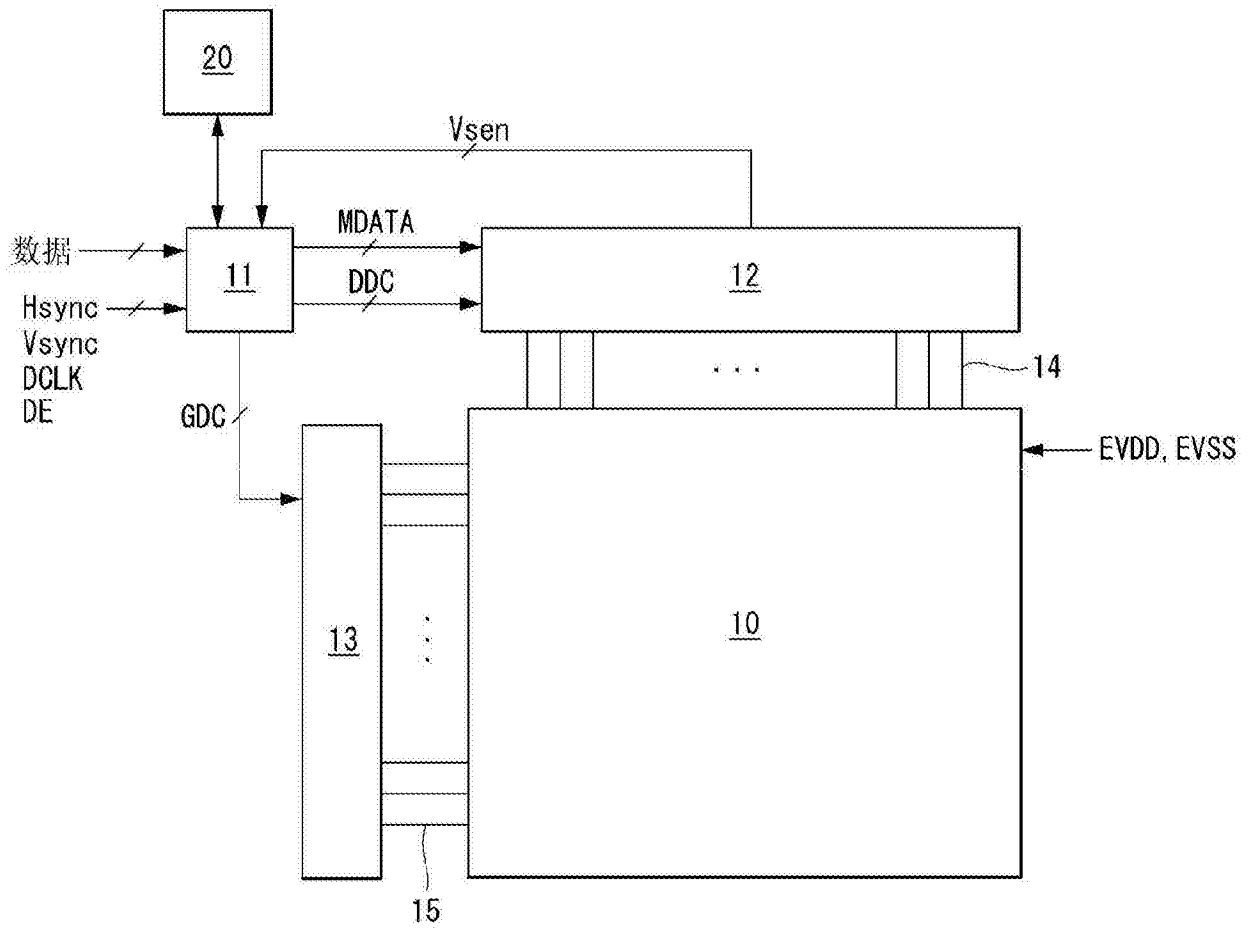 20
Vsen
数据
11
MDATA
DDC
12
Hsync
Vsync
DCLK
DE
GDC
14
EVDD, EVSS
13
10
15